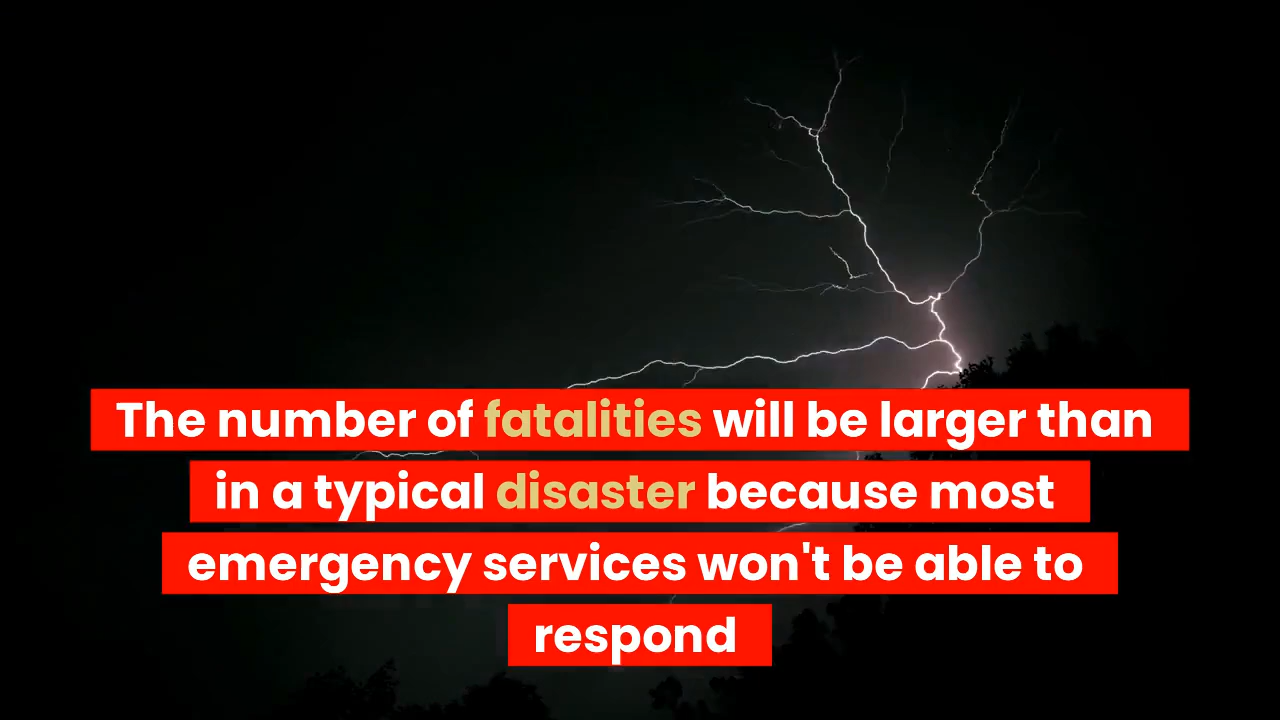 The number of fatalities will be larger than
in a typical disaster because most
emergency services won't be able to
respond